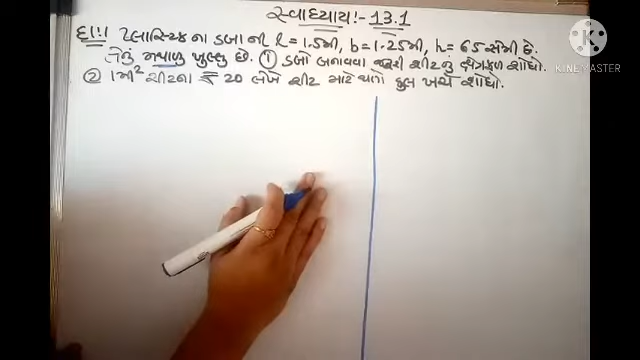 સ્વાધ્યાય:- 13.1
દા:1 પ્લાસ્ટિક ના ડબા ની l = 1.5મી, b = 1.25મી, h = 65 સેમી છે.
તેનું મથાળુ ખુલ્લુ છે. ① ડબો બનાવવા જરૂરી શીટનું ક્ષેત્રફળ શોધો.
② 1મી² શીટના ₹ 20 લેખે શીટ માટે થતો કુલ ખર્ચ શોધો.
KINEMASTER